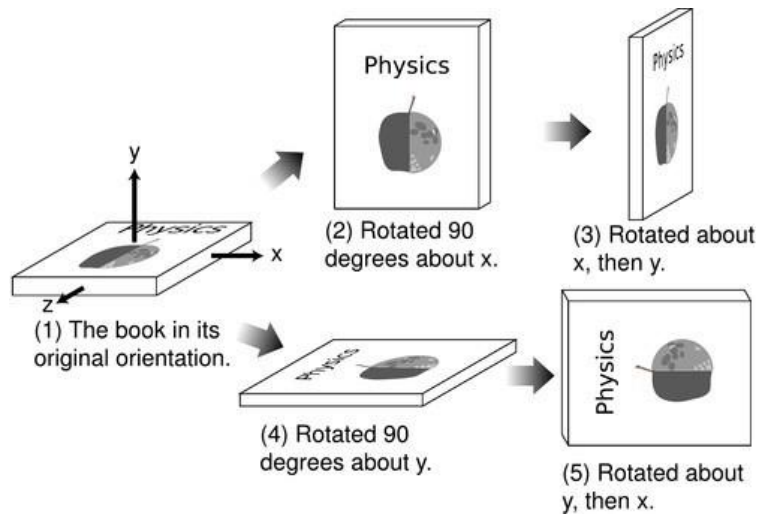 Physics
y
Physics
x
z
(1) The book in its
original orientation.
Physics
(2) Rotated 90
degrees about x.
Physics
(3) Rotated about
x, then y.
Physics
(4) Rotated 90
degrees about y.
Physics
(5) Rotated about
y, then x.